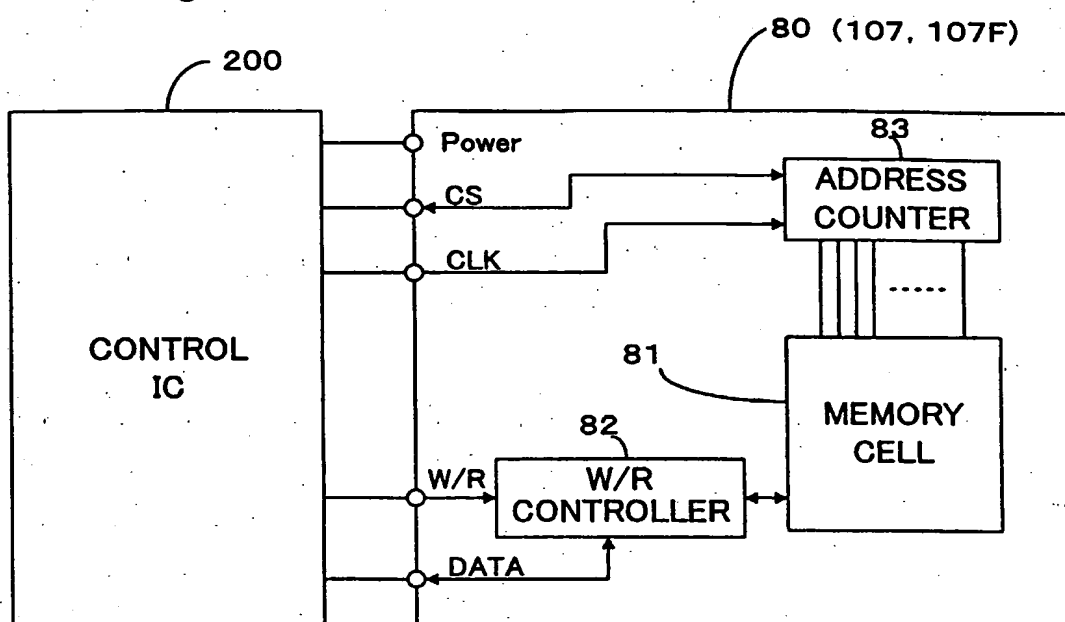 80 (107, 107F)
200
83
Power
ADDRESS
COUNTER
CS
CLK
CONTROL
IC
81
MEMORY
CELL
82
W/R
W/R
CONTROLLER
DATA